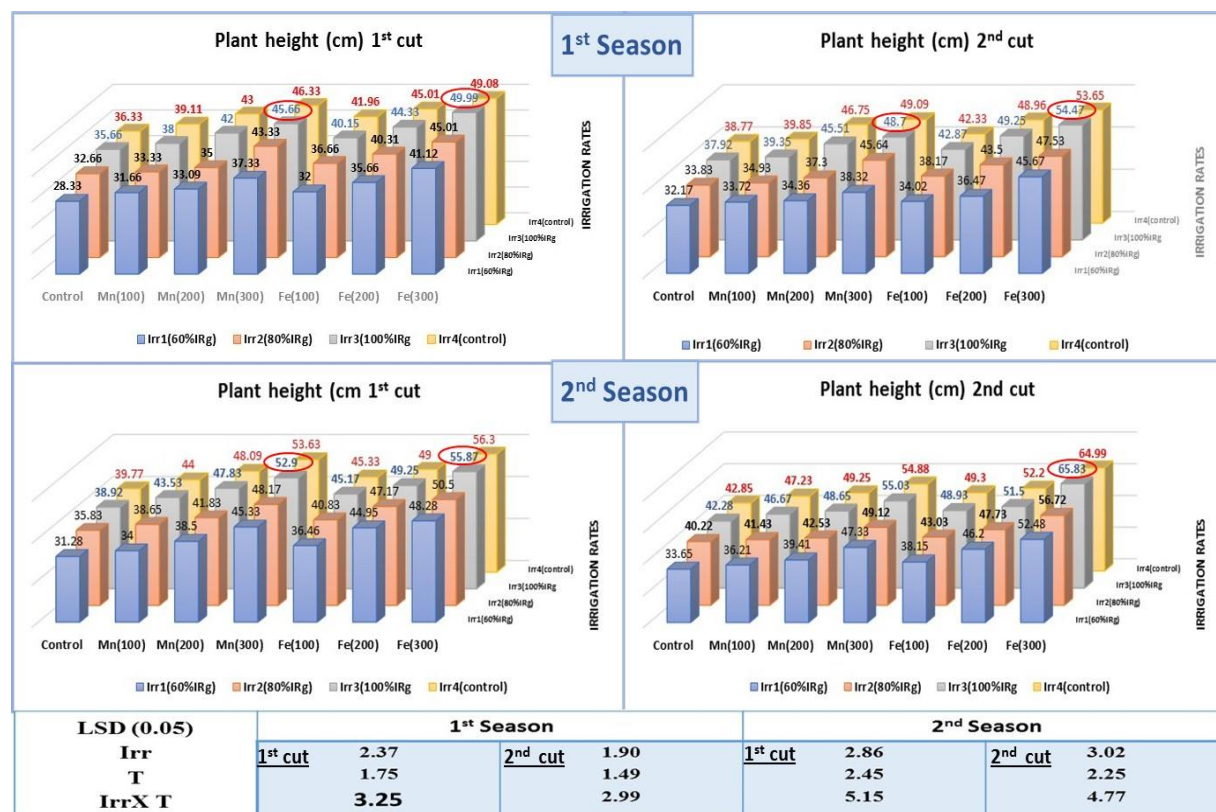 Plant height (cm) 1st cut
1st Season
Plant height (cm) 2nd cut
36.33 39.11 43 46.33 41.96 45.01 49.08
35.66 38 42 45.66 40.15 44.33 49.99
32.66 33.33 35 43.33 36.66 40.31 45.01
28.33 31.66 33.09 37.33 32 35.66 41.12
Irr4(control)
Irr3(100%IRg
Irr2(80%IRg)
Irr1(60%IRg)
IRRIGATION RATES
Control Mn(100) Mn(200) Mn(300) Fe(100) Fe(200) Fe(300)
Irr1(60%IRg) Irr2(80%IRg) Irr3(100%IRg Irr4(control)
38.77 39.85 46.75 49.09 42.33 48.96 53.65
37.92 39.35 45.51 48.7 42.87 49.25 54.47
33.83 34.93 37.3 45.64 38.17 43.5 47.53
32.17 33.72 34.36 38.32 34.02 36.47 45.67
Irr4(control)
Irr3(100%IRg
Irr2(80%IRg)
Irr1(60%IRg)
IRRIGATION RATES
Control Mn(100) Mn(200) Mn(300) Fe(100) Fe(200) Fe(300)
Irr1(60%IRg) Irr2(80%IRg) Irr3(100%IRg Irr4(control)
Plant height (cm 1st cut
2nd Season
Plant height (cm) 2nd cut
39.77 44 48.09 53.63 45.33 49 56.3
38.92 43.53 47.83 52.9 45.17 49.25 55.87
35.83 38.65 41.83 48.17 40.83 47.17 50.5
31.28 34 38.5 45.33 36.46 44.95 48.28
Irr4(control)
Irr3(100%IRg
Irr2(80%IRg)
Irr1(60%IRg)
IRRIGATION RATES
Control Mn(100) Mn(200) Mn(300) Fe(100) Fe(200) Fe(300)
Irr1(60%IRg) Irr2(80%IRg) Irr3(100%IRg Irr4(control)
42.85 47.23 49.25 54.88 49.3 52.2 64.99
42.28 46.67 48.65 55.03 48.93 51.5 65.83
40.22 41.43 42.53 49.12 43.03 47.73 56.72
33.65 36.21 39.41 47.33 38.15 46.2 52.48
Irr4(control)
Irr3(100%IRg
Irr2(80%IRg)
Irr1(60%IRg)
IRRIGATION RATES
Control Mn(100) Mn(200) Mn(300) Fe(100) Fe(200) Fe(300)
Irr1(60%IRg) Irr2(80%IRg) Irr3(100%IRg Irr4(control)
LSD (0.05) 1st Season 2nd Season
Irr 1st cut 2.37 2nd cut 1.90 1st cut 2.86 2nd cut 3.02
T 1.75 1.49 2.45 2.25
IrrX T 3.25 2.99 5.15 4.77